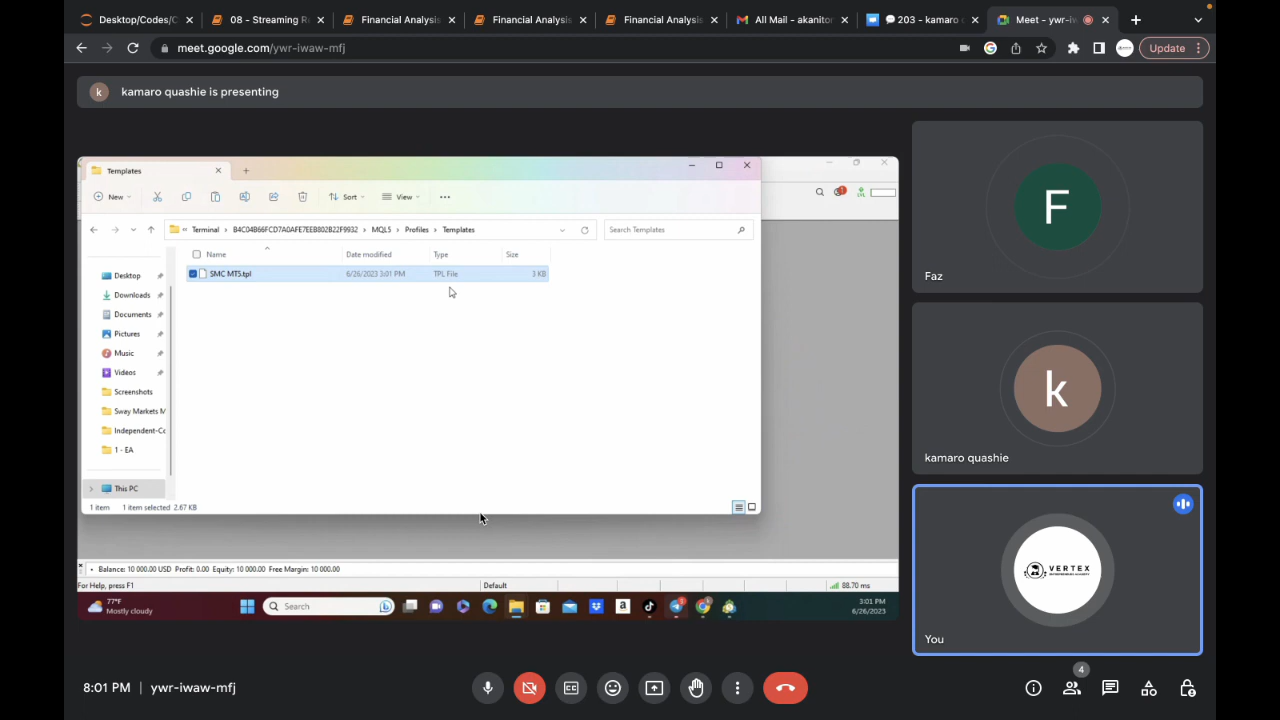 Desktop/Codes/C
08 - Streaming R
Financial Analysis
Financial Analysis
Financial Analysis
All Mail - akanitor
203 - kamaro
Meet - ywr-iw
meet.google.com/ywr-iwaw-mfj
Update
k
kamaro quashie is presenting
Templates
New
Sort
View
Terminal > B4C04B66FCD7A0AFE7EEB802B22F9932 > MQL5 > Profiles > Templates
Search Templates
Name
Date modified
Type
Size
SMC MT5.tpl
6/26/2023 3:01 PM
TPL File
3 KB
Desktop
Downloads
Documents
Pictures
Music
Videos
Screenshots
Sway Markets M
Independent-Co
1 - EA
This PC
1 item
1 item selected 2.67 KB
Balance: 10 000.00 USD Profit: 0.00 Equity: 10 000.00 Free Margin: 10 000.00
For Help, press F1
Default
88.70 ms
77°F
Mostly cloudy
Search
3:01 PM
6/26/2023
F
Faz
k
kamaro quashie
VERTEX
You
8:01 PM | ywr-iwaw-mfj
CC
4